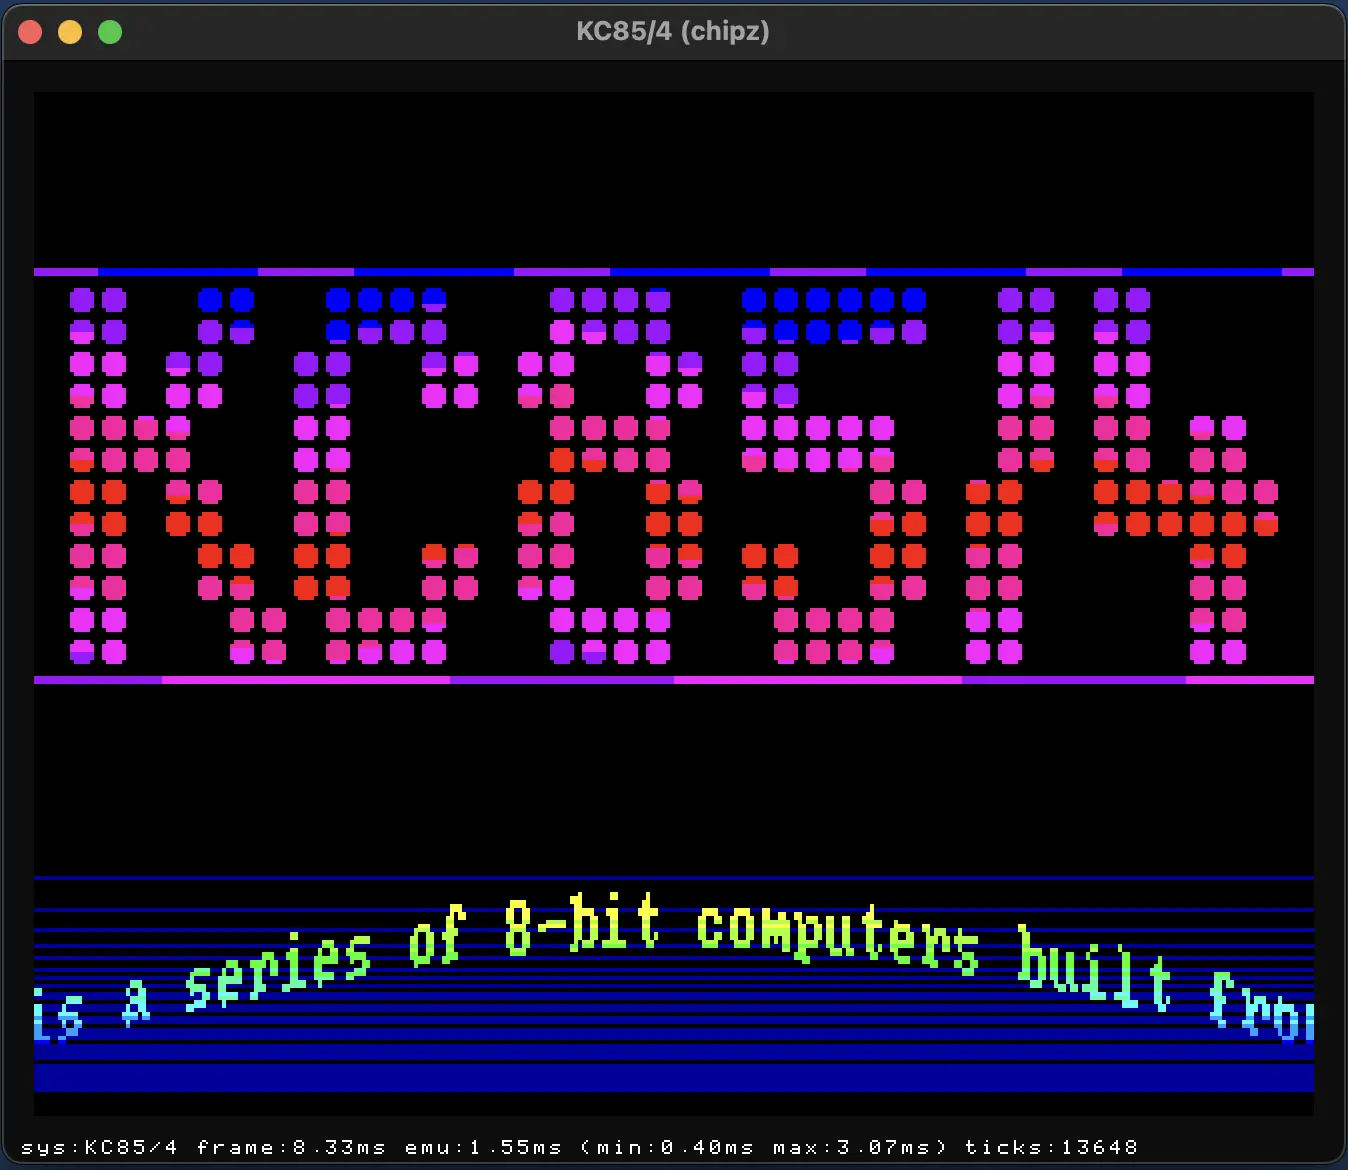 KC85/4 (chipz)
KC85/4
is a series of 8-bit computers built from
sys:KC85/4 frame:8.33ms emu:1.55ms (min:0.40ms max:3.07ms) ticks:13648